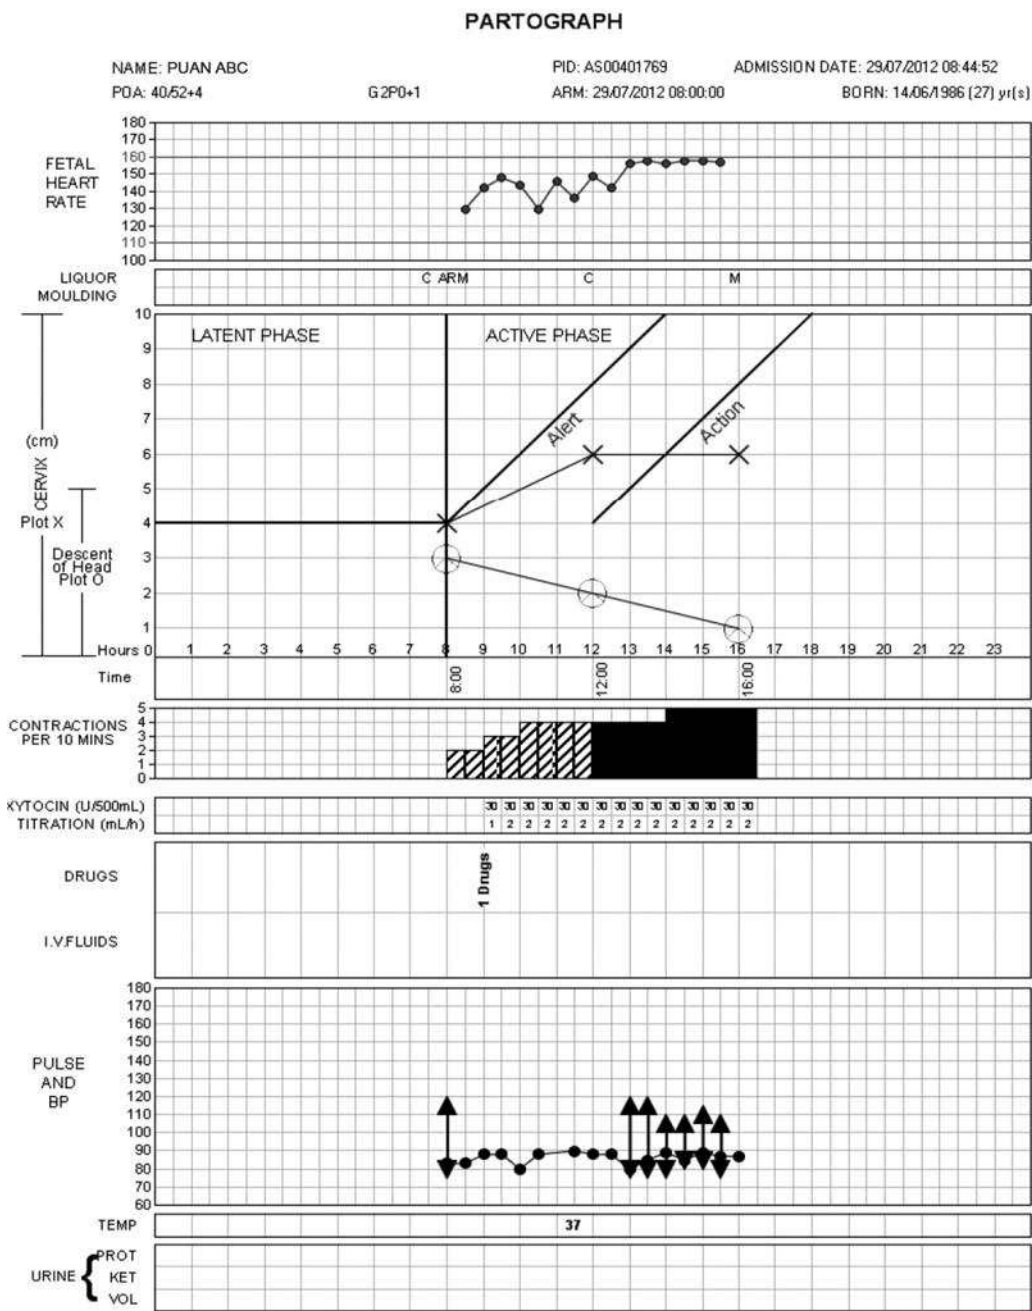 PARTOGRAPH
NAME: PUAN ABC PID: AS00401769 ADMISSION DATE: 29/07/2012 08:44:52
POA: 40/52+4 G2P0+1 ARM: 29/07/2012 08:00:00 BORN: 14/06/1986 (27) yr(s)
FETAL HEART RATE
180
170
160
150
140
130
120
110
100
LIQUOR C ARM C M
MOULDING
10
9
8
7
6
5
4
3
2
1
LATENT PHASE ACTIVE PHASE
Alert
Action
CERVIX (cm)
Plot X
Descent
of Head
Plot O
Hours 0 1 2 3 4 5 6 7 8 9 10 11 12 13 14 15 16 17 18 19 20 21 22 23
Time 8:00 12:00 16:00
CONTRACTIONS
PER 10 MINS
5
4
3
2
1
0
XYTOCIN (U/500mL) 30 30 30 30 30 30 30 30 30 30 30 30 30 30 30
TITRATION (mL/h) 1 2 2 2 2 2 2 2 2 2 2 2 2 2 2
DRUGS 1 Drugs
I.V.FLUIDS
PULSE
AND
BP
180
170
160
150
140
130
120
110
100
90
80
70
60
TEMP 37
URINE { PROT
KET
VOL